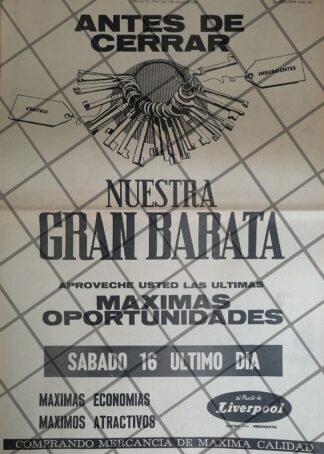 ANTES DE
CERRAR
INSURGENTES
CENTRO
NUESTRA
GRAN BARATA
APROVECHE USTED LAS ULTIMAS
MAXIMAS
OPORTUNIDADES
SABADO 16 ULTIMO DIA
MAXIMAS ECONOMIAS
MAXIMOS ATRACTIVOS
el Puerto de
Liverpool
CENTRO INSURGENTES
COMPRANDO MERCANCIA DE MAXIMA CALIDAD